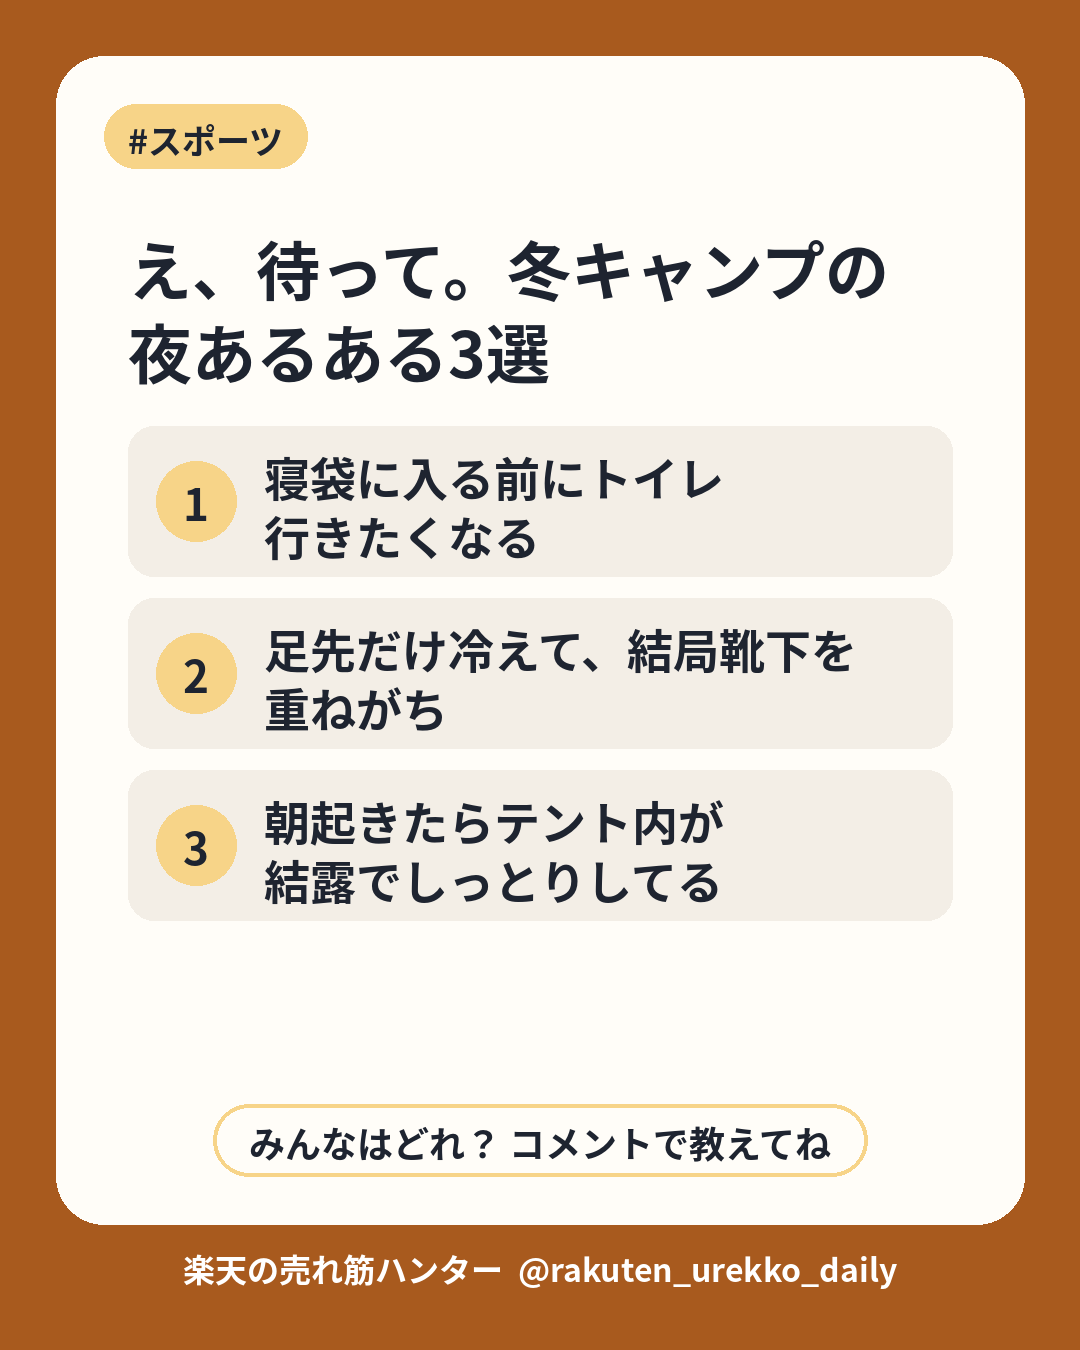 #スポーツ
え、待って。冬キャンプの
夜あるある3選
1
寝袋に入る前にトイレ
行きたくなる
2
足先だけ冷えて、結局靴下を
重ねがち
3
朝起きたらテント内が
結露でしっとりしてる
みんなはどれ？ コメントで教えてね
楽天の売れ筋ハンター @rakuten_urekko_daily